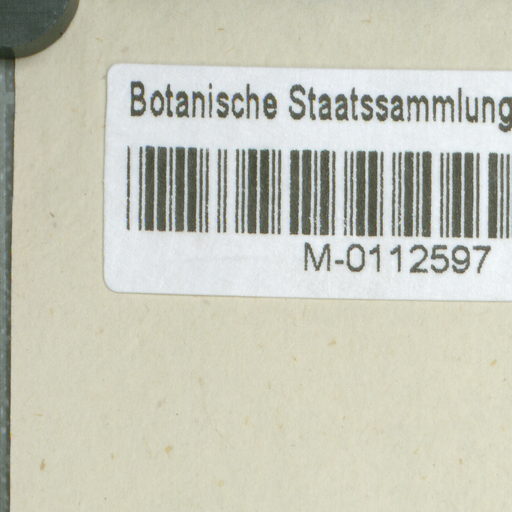 Botanische Staatssammlung
M-0112597